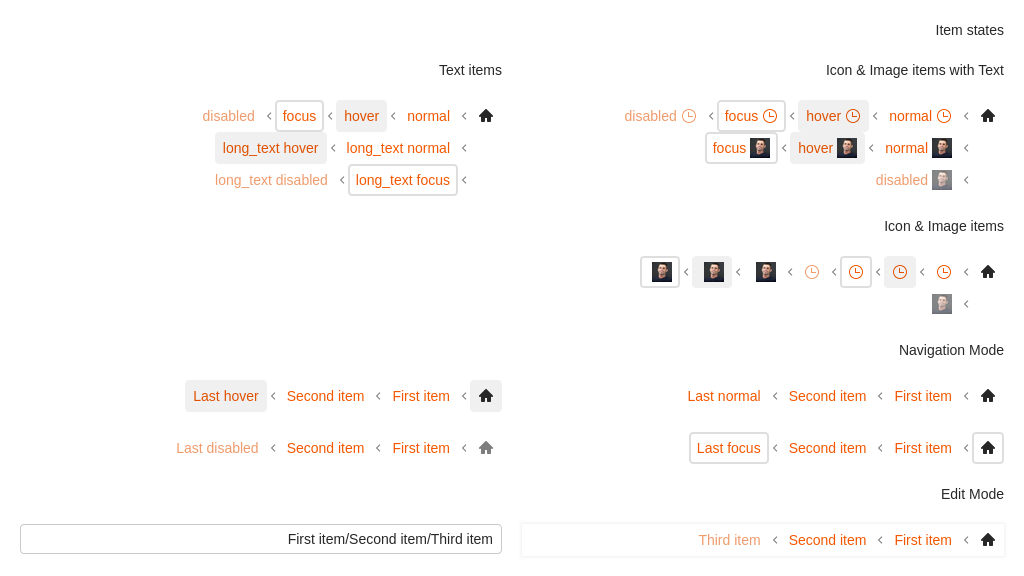 Item states
Icon & Image items with Text
normal hover focus disabled
normal hover focus
disabled
Text items
normal hover focus disabled
long_text normal long_text hover
long_text focus long_text disabled
Icon & Image items
Navigation Mode
First item Second item Last normal
First item Second item Last hover
First item Second item Last focus
First item Second item Last disabled
Edit Mode
First item Second item Third item
First item/Second item/Third item